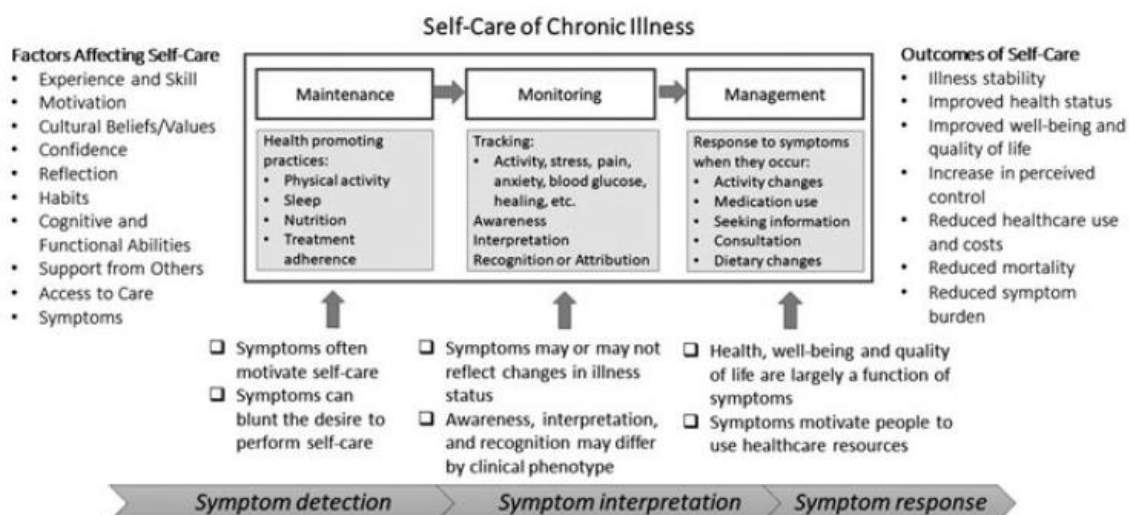 Self-Care of Chronic Illness
Factors Affecting Self-Care
• Experience and Skill
• Motivation
• Cultural Beliefs/Values
• Confidence
• Reflection
• Habits
• Cognitive and
Functional Abilities
• Support from Others
• Access to Care
• Symptoms
Maintenance
Health promoting
practices:
• Physical activity
• Sleep
• Nutrition
• Treatment
adherence
Monitoring
Tracking:
• Activity, stress, pain,
anxiety, blood glucose,
healing, etc.
Awareness
Interpretation
Recognition or Attribution
Management
Response to symptoms
when they occur:
• Activity changes
• Medication use
• Seeking information
• Consultation
• Dietary changes
Outcomes of Self-Care
• Illness stability
• Improved health status
• Improved well-being and
quality of life
• Increase in perceived
control
• Reduced healthcare use
and costs
• Reduced mortality
• Reduced symptom
burden
❑ Symptoms often
motivate self-care
❑ Symptoms can
blunt the desire to
perform self-care
❑ Symptoms may or may not
reflect changes in illness
status
❑ Awareness, interpretation,
and recognition may differ
by clinical phenotype
❑ Health, well-being and quality
of life are largely a function of
symptoms
❑ Symptoms motivate people to
use healthcare resources
Symptom detection
Symptom interpretation
Symptom response